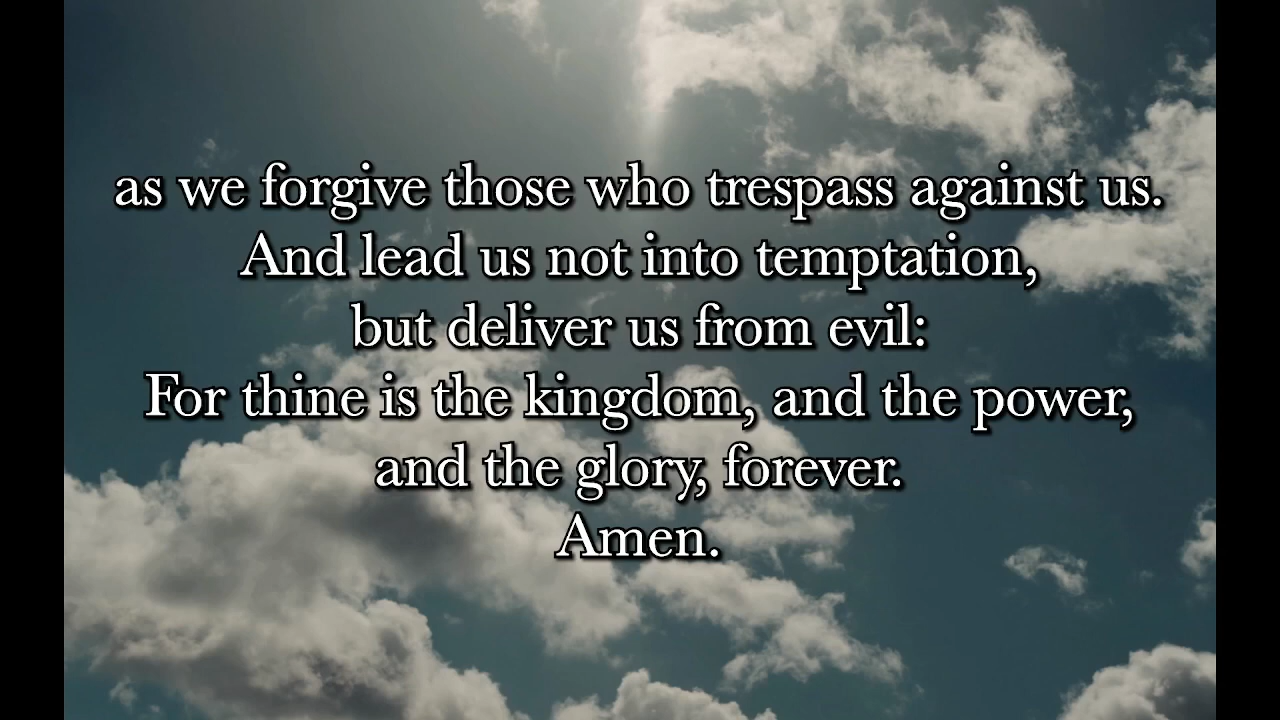 as we forgive those who trespass against us.
And lead us not into temptation,
but deliver us from evil:
For thine is the kingdom, and the power,
and the glory, forever.
Amen.